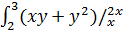 ∫₂³(xy + y²)/ₓ²ˣ